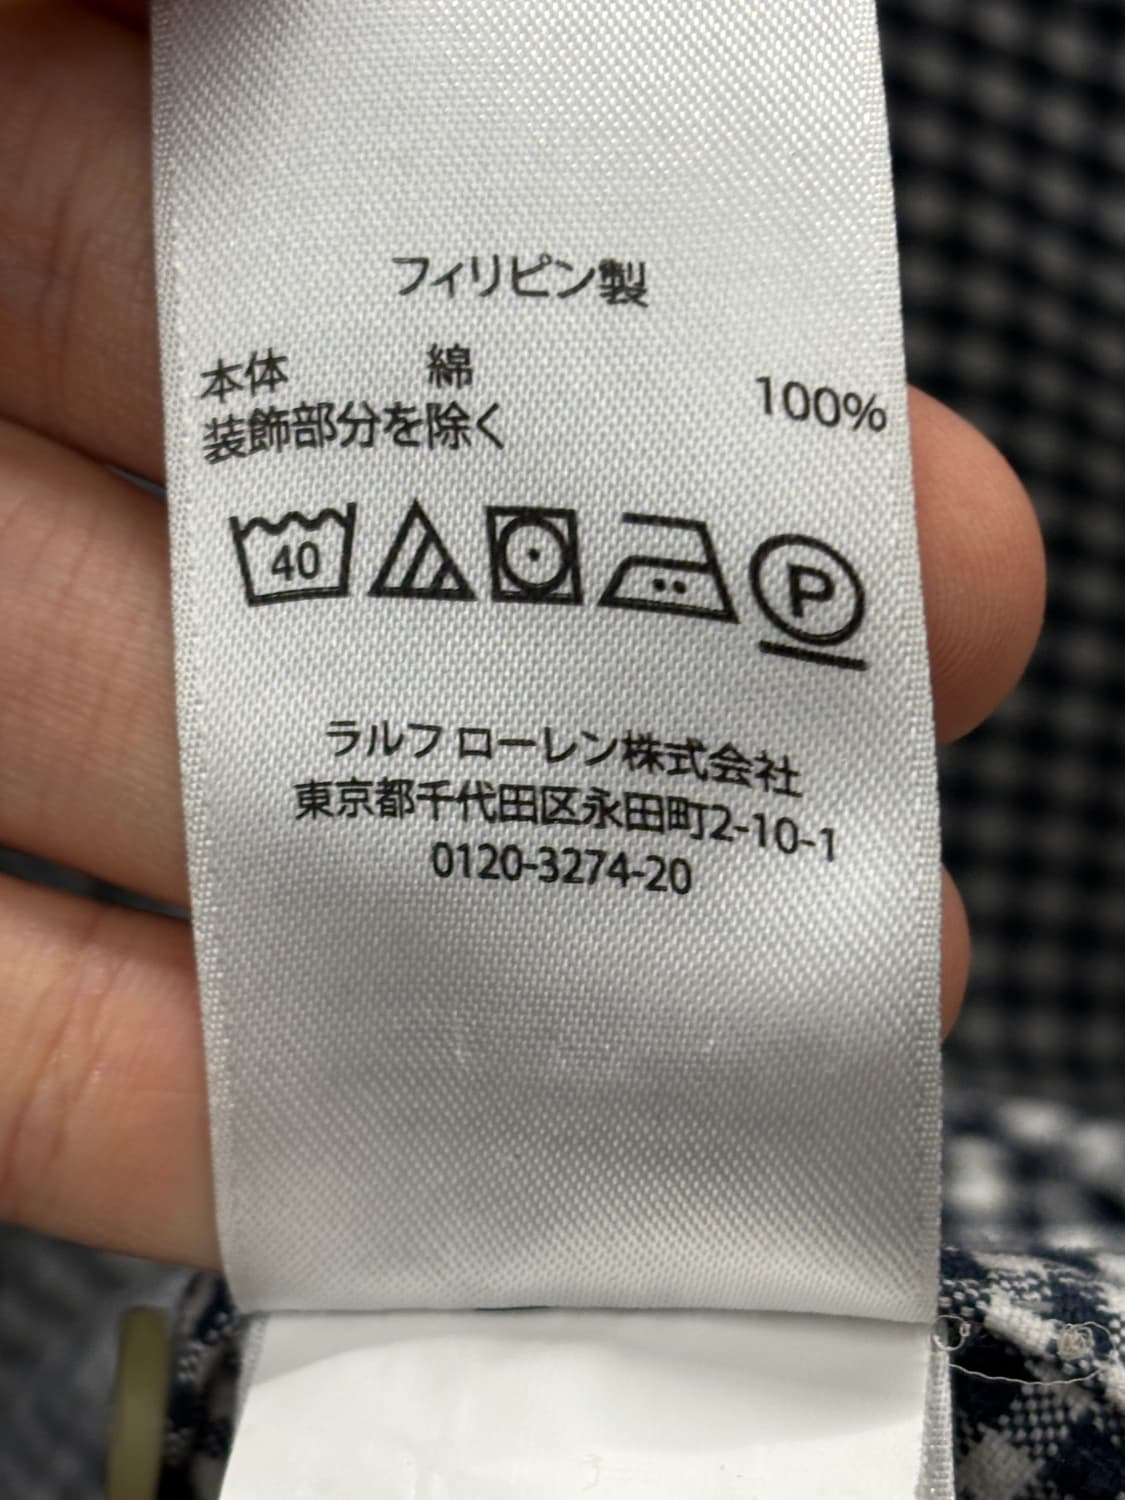 フィリピン製
本体 綿 100%
装飾部分を除く
40
P
ラルフ ローレン株式会社
東京都千代田区永田町2-10-1
0120-3274-20